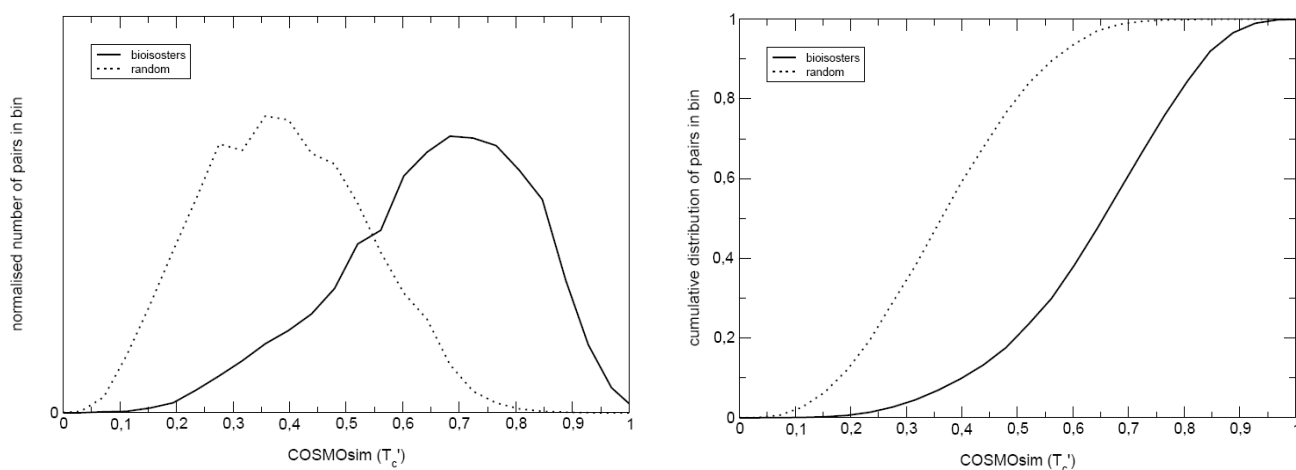 normalised number of pairs in bin
bioisosters
random
0
0 0,1 0,2 0,3 0,4 0,5 0,6 0,7 0,8 0,9 1
COSMOsim (Tc')
cumulative distribution of pairs in bin
bioisosters
random
1
0,8
0,6
0,4
0,2
0
0 0,1 0,2 0,3 0,4 0,5 0,6 0,7 0,8 0,9 1
COSMOsim (Tc')